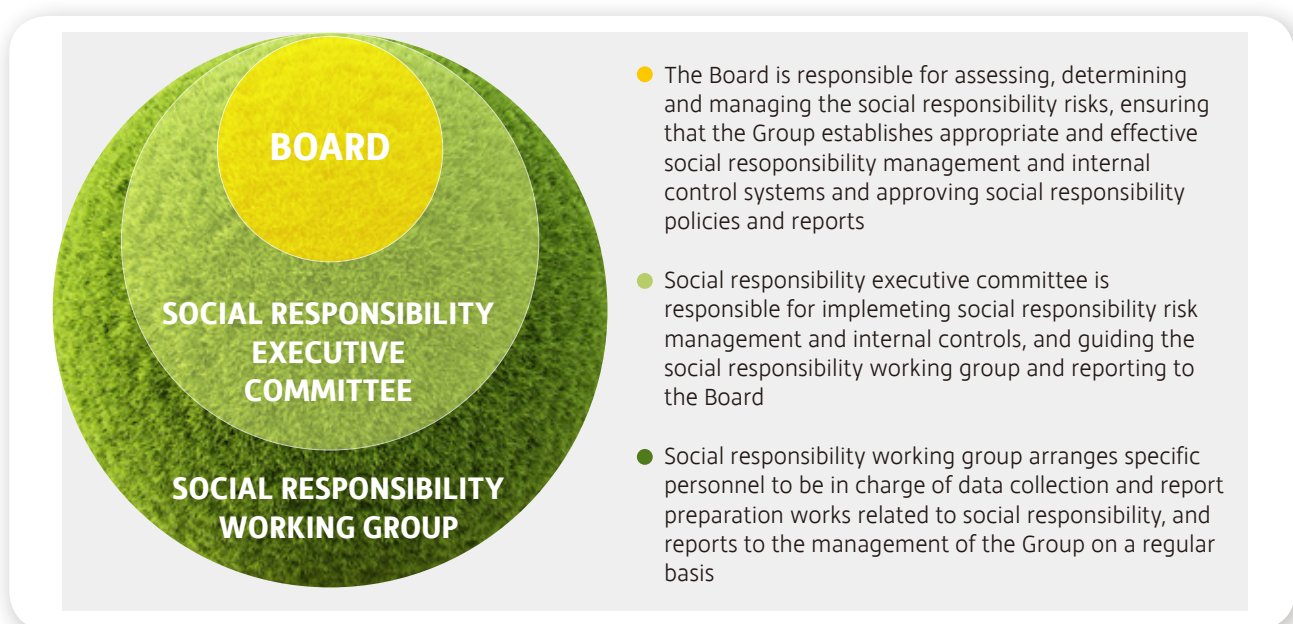 BOARD
SOCIAL RESPONSIBILITY
EXECUTIVE
COMMITTEE
SOCIAL RESPONSIBILITY
WORKING GROUP
The Board is responsible for assessing, determining
and managing the social responsibility risks, ensuring
that the Group establishes appropriate and effective
social resoponsibility management and internal
control systems and approving social responsibility
policies and reports
Social responsibility executive committee is
responsible for implemeting social responsibility risk
management and internal controls, and guiding the
social responsibility working group and reporting to
the Board
Social responsibility working group arranges specific
personnel to be in charge of data collection and report
preparation works related to social responsibility, and
reports to the management of the Group on a regular
basis